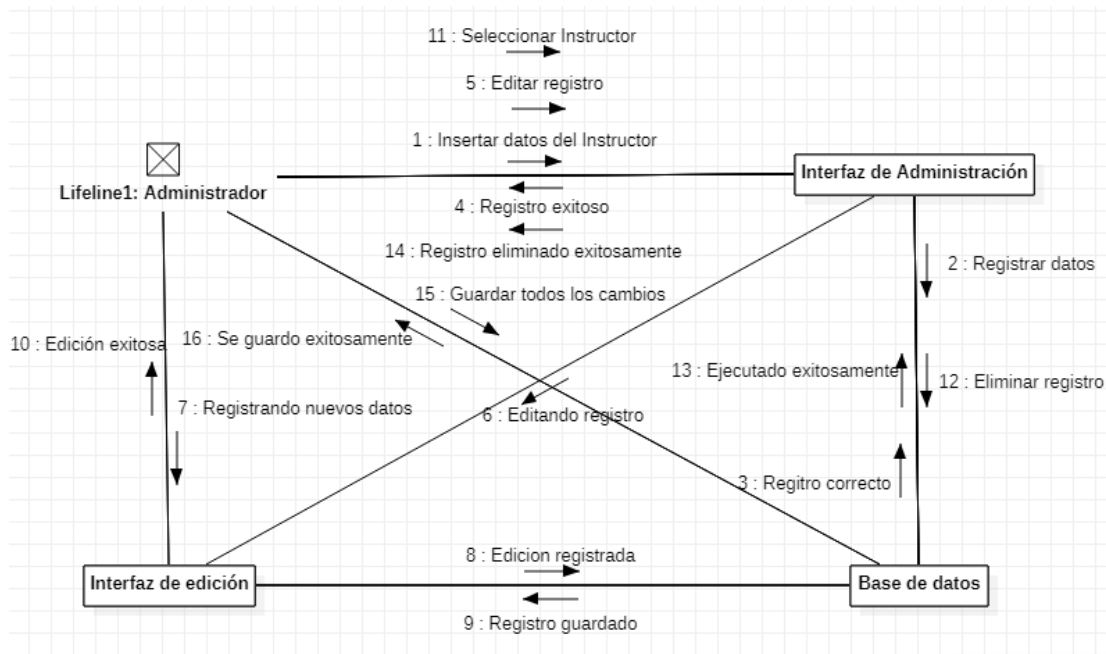 11 : Seleccionar Instructor
5 : Editar registro
1 : Insertar datos del Instructor
Interfaz de Administración
Lifeline1: Administrador
4 : Registro exitoso
14 : Registro eliminado exitosamente
2 : Registrar datos
15 : Guardar todos los cambios
10 : Edición exitosa
16 : Se guardo exitosamente
13 : Ejecutado exitosamente
12 : Eliminar registro
7 : Registrando nuevos datos
6 : Editando registro
3 : Regitro correcto
8 : Edicion registrada
Interfaz de edición
Base de datos
9 : Registro guardado